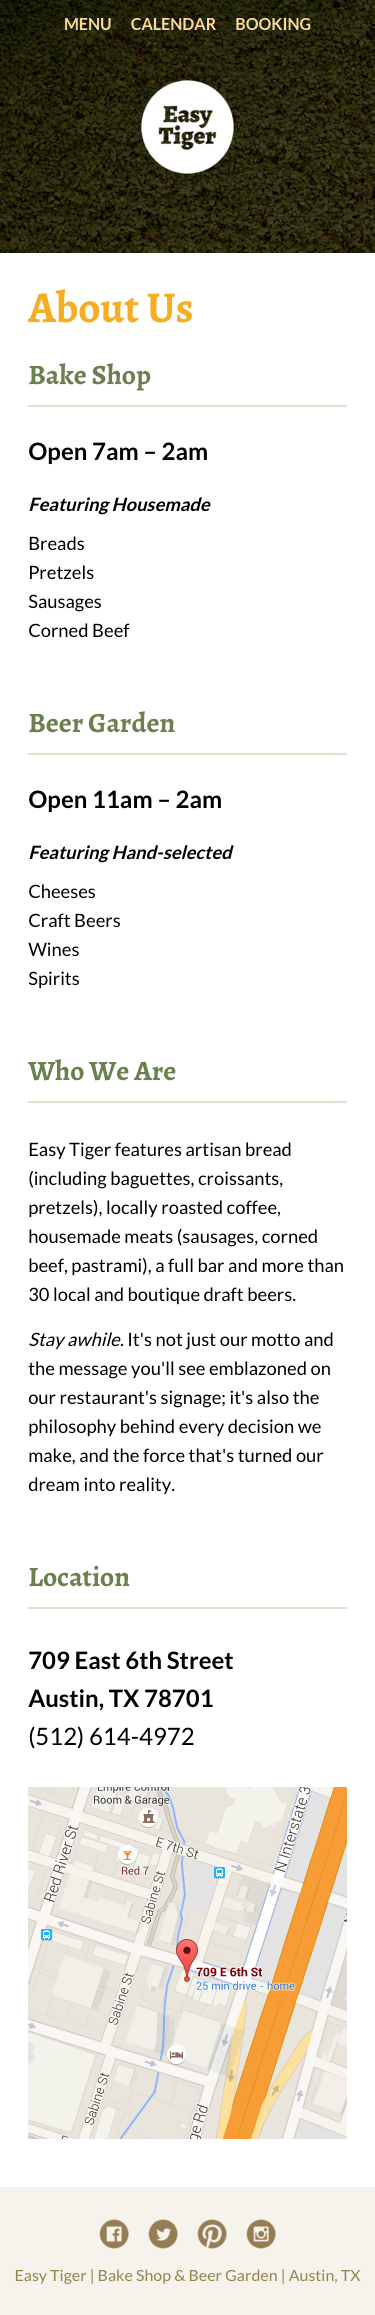 MENU CALENDAR BOOKING
Easy
Tiger
About Us
Bake Shop
Open 7am – 2am
Featuring Housemade
Breads
Pretzels
Sausages
Corned Beef
Beer Garden
Open 11am – 2am
Featuring Hand-selected
Cheeses
Craft Beers
Wines
Spirits
Who We Are
Easy Tiger features artisan bread
(including baguettes, croissants,
pretzels), locally roasted coffee,
housemade meats (sausages, corned
beef, pastrami), a full bar and more than
30 local and boutique draft beers.
Stay awhile. It's not just our motto and
the message you'll see emblazoned on
our restaurant's signage; it's also the
philosophy behind every decision we
make, and the force that's turned our
dream into reality.
Location
709 East 6th Street
Austin, TX 78701
(512) 614-4972
Empire Control
Room & Garage
E 7th St
N Interstate 3
Red River St
Red 7
Sabine St
709 E 6th St
25 min drive - home
Sabine St
Sabine St
ge Rd
Easy Tiger | Bake Shop & Beer Garden | Austin, TX